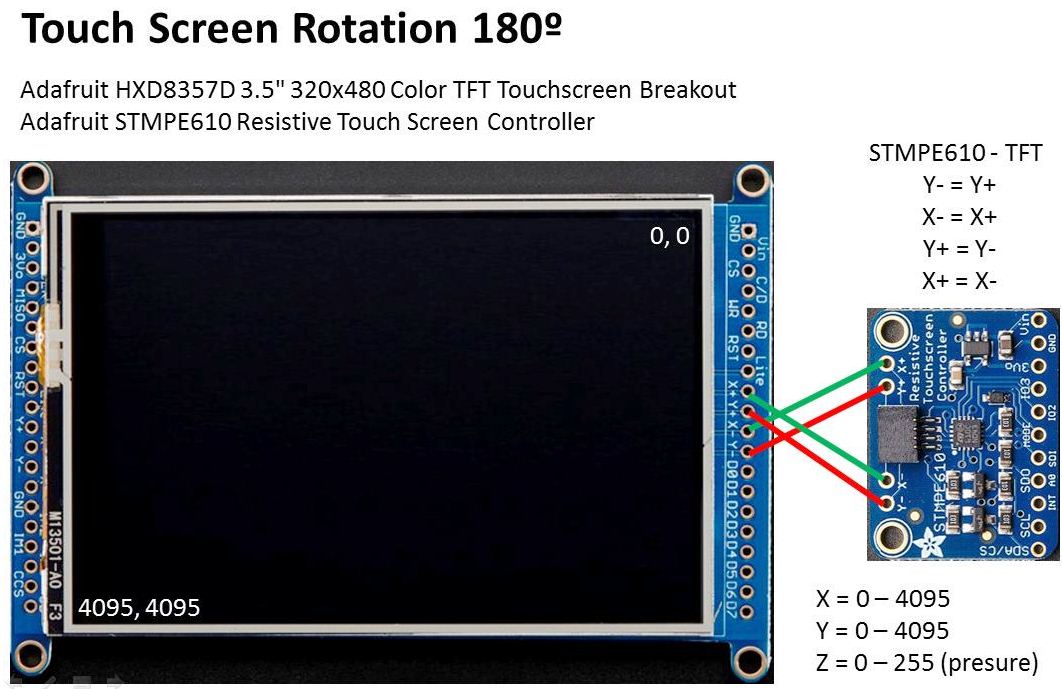 Touch Screen Rotation 180º
Adafruit HXD8357D 3.5" 320x480 Color TFT Touchscreen Breakout
Adafruit STMPE610 Resistive Touch Screen Controller
STMPE610 - TFT
Y- = Y+
X- = X+
Y+ = Y-
X+ = X-
0, 0
4095, 4095
GND
3Vo
MISO
CS
RST
Y+
Y-
GND
IM1
CCS
M13501-A0 F3
GND
Vin
CS
C/D
WR
RD
RST
Lite
X+
Y+
X-
Y-
D0
D1
D2
D3
D4
D5
D6
D7
X+
Y+
Resistive
Touchscreen
Controller
X-
Y-
STMPE610
Vin
GND
3Vo
IO3
IO2
MODE
SDI
SDO
A0
INT
SCL
SDA/CS
X = 0 – 4095
Y = 0 – 4095
Z = 0 – 255 (presure)